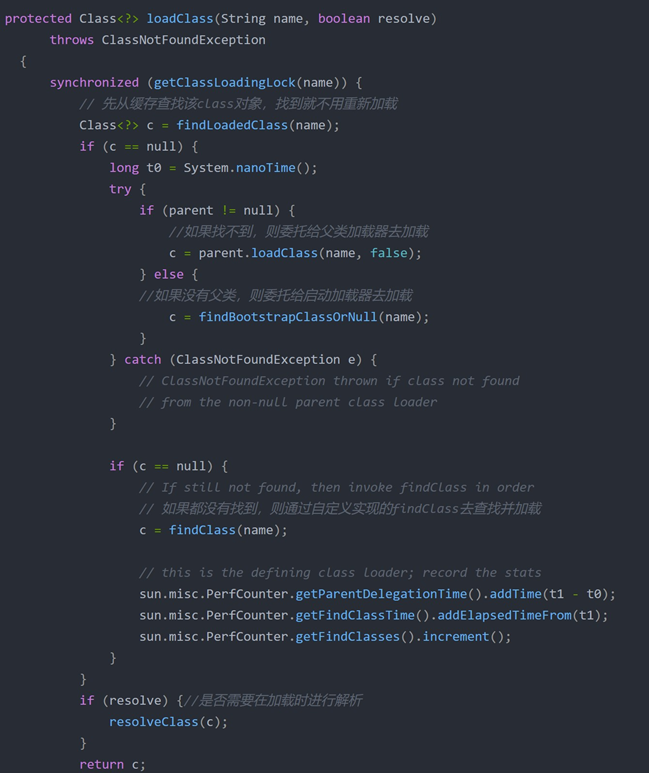 protected Class<?> loadClass(String name, boolean resolve)
throws ClassNotFoundException
{
synchronized (getClassLoadingLock(name)) {
// 先从缓存查找该class对象，找到就不用重新加载
Class<?> c = findLoadedClass(name);
if (c == null) {
long t0 = System.nanoTime();
try {
if (parent != null) {
//如果找不到，则委托给父类加载器去加载
c = parent.loadClass(name, false);
} else {
//如果没有父类，则委托给启动加载器去加载
c = findBootstrapClassOrNull(name);
}
} catch (ClassNotFoundException e) {
// ClassNotFoundException thrown if class not found
// from the non-null parent class loader
}
if (c == null) {
// If still not found, then invoke findClass in order
// 如果都没有找到，则通过自定义实现的findClass去查找并加载
c = findClass(name);
// this is the defining class loader; record the stats
sun.misc.PerfCounter.getParentDelegationTime().addTime(t1 - t0);
sun.misc.PerfCounter.getFindClassTime().addElapsedTimeFrom(t1);
sun.misc.PerfCounter.getFindClasses().increment();
}
}
if (resolve) {//是否需要在加载时进行解析
resolveClass(c);
}
return c;